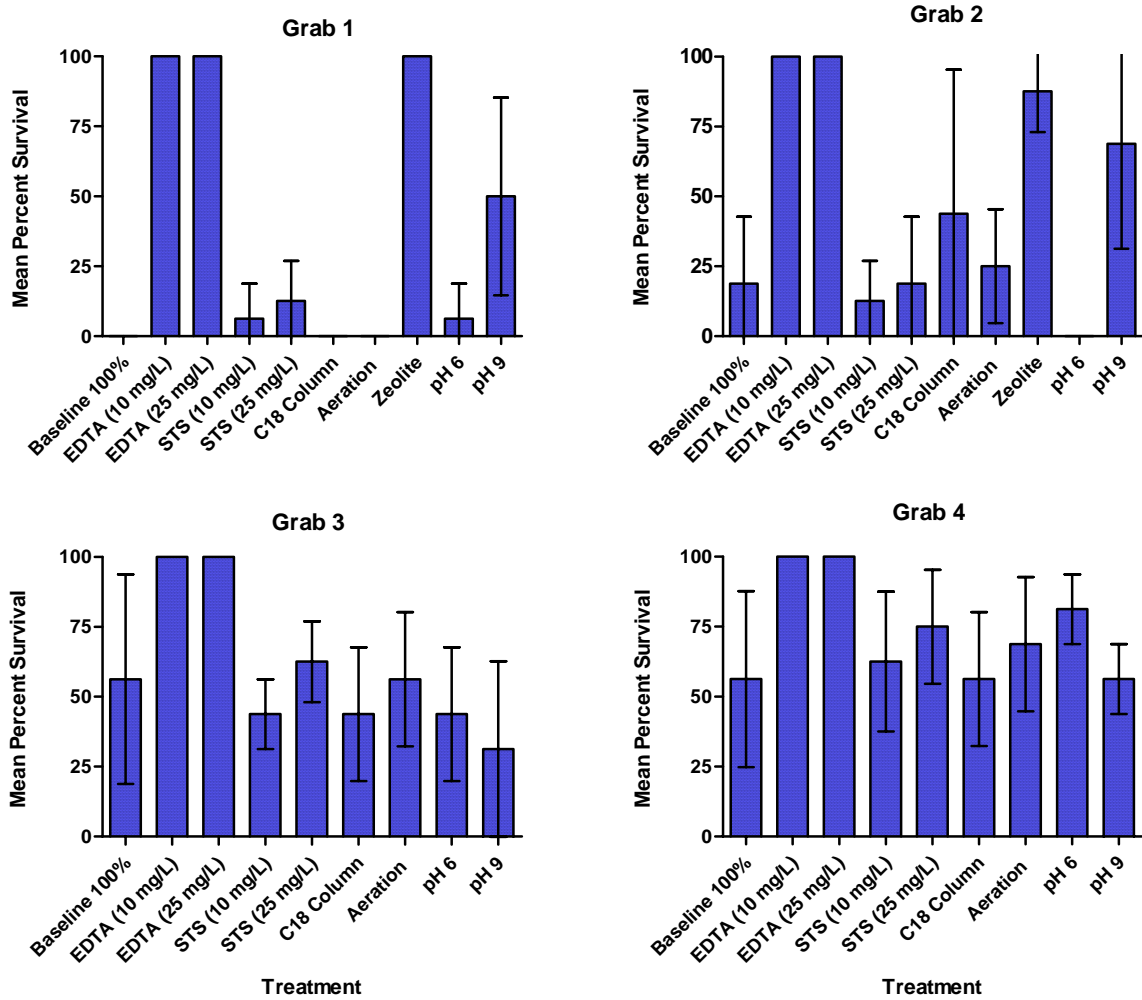 Grab 1
Mean Percent Survival
100
75
50
25
0
Baseline 100%
EDTA (10 mg/L)
EDTA (25 mg/L)
STS (10 mg/L)
STS (25 mg/L)
C18 Column
Aeration
Zeolite
pH 6
pH 9
Grab 2
Mean Percent Survival
100
75
50
25
0
Baseline 100%
EDTA (10 mg/L)
EDTA (25 mg/L)
STS (10 mg/L)
STS (25 mg/L)
C18 Column
Aeration
Zeolite
pH 6
pH 9
Grab 3
Mean Percent Survival
100
75
50
25
0
Baseline 100%
EDTA (10 mg/L)
EDTA (25 mg/L)
STS (10 mg/L)
STS (25 mg/L)
C18 Column
Aeration
pH 6
pH 9
Treatment
Grab 4
Mean Percent Survival
100
75
50
25
0
Baseline 100%
EDTA (10 mg/L)
EDTA (25 mg/L)
STS (10 mg/L)
STS (25 mg/L)
C18 Column
Aeration
pH 6
pH 9
Treatment